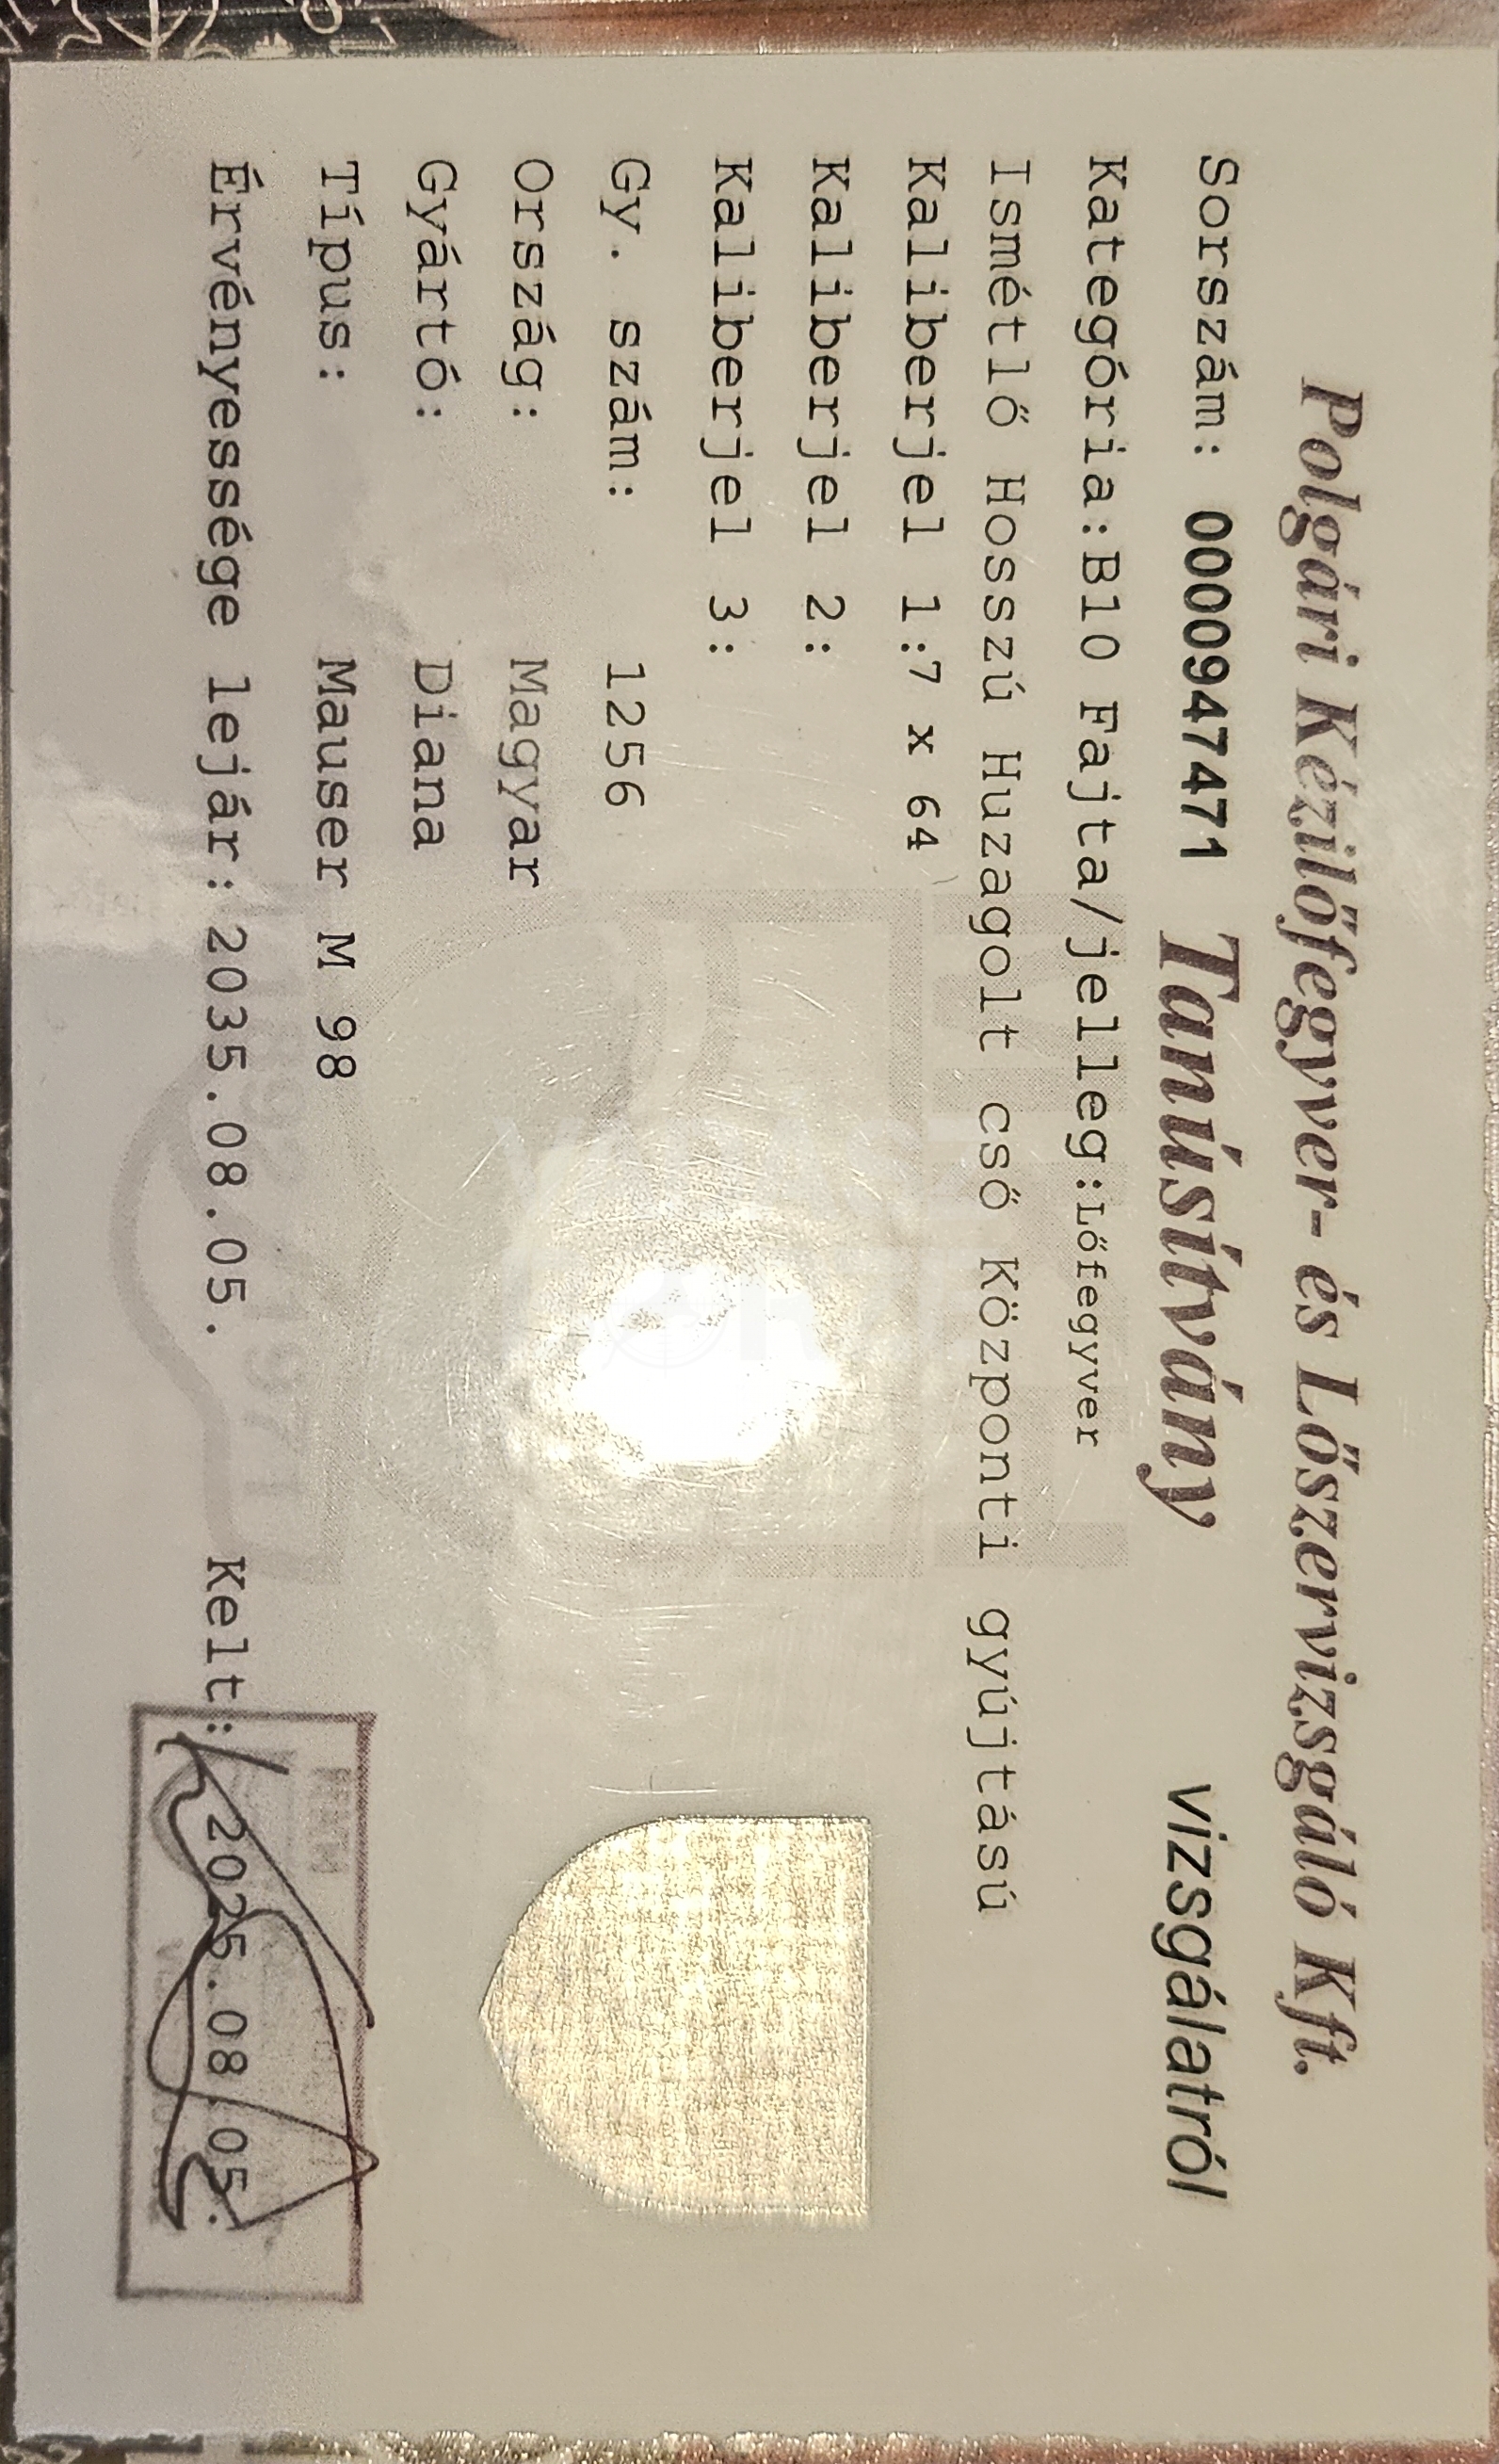 Polgári Kézilőfegyver- és Lőszervizsgáló Kft.
Sorszám: 0000947471 Tanúsítvány vizsgálatról
Kategória:B10 Fajta/jelleg:Lőfegyver
Ismétlő Hosszú Huzagolt cső Központi gyújtású
Kaliberjel 1:7 x 64
Kaliberjel 2:
Kaliberjel 3:
Gy. szám: 1256
Ország: Magyar
Gyártó: Diana
Típus: Mauser M 98
Érvényessége lejár:2035.08.05. Kelt: 2025.08.05.